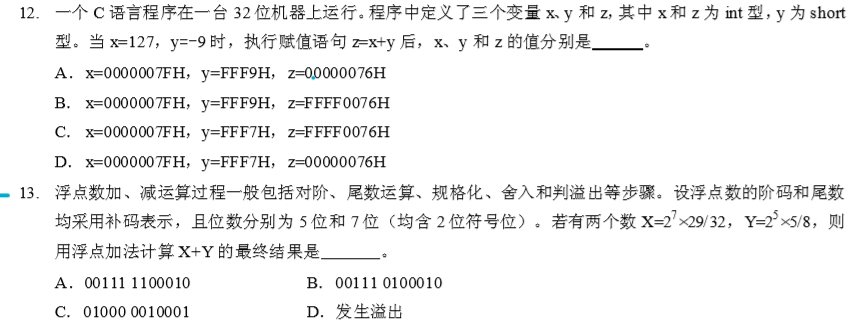 12. 一个 C 语言程序在一台 32 位机器上运行。程序中定义了三个变量 x、y 和 z，其中 x 和 z 为 int 型，y 为 short
型。当 x=127，y=-9 时，执行赋值语句 z=x+y 后，x、y 和 z 的值分别是______。
A．x=0000007FH，y=FFF9H，z=00000076H
B．x=0000007FH，y=FFF9H，z=FFFF0076H
C．x=0000007FH，y=FFF7H，z=FFFF0076H
D．x=0000007FH，y=FFF7H，z=00000076H
13. 浮点数加、减运算过程一般包括对阶、尾数运算、规格化、舍入和判溢出等步骤。设浮点数的阶码和尾数
均采用补码表示，且位数分别为 5 位和 7 位（均含 2 位符号位）。若有两个数 X=2⁷×29/32，Y=2⁵×5/8，则
用浮点加法计算 X+Y 的最终结果是_______。
A．00111 1100010 B．00111 0100010
C．01000 0010001 D．发生溢出